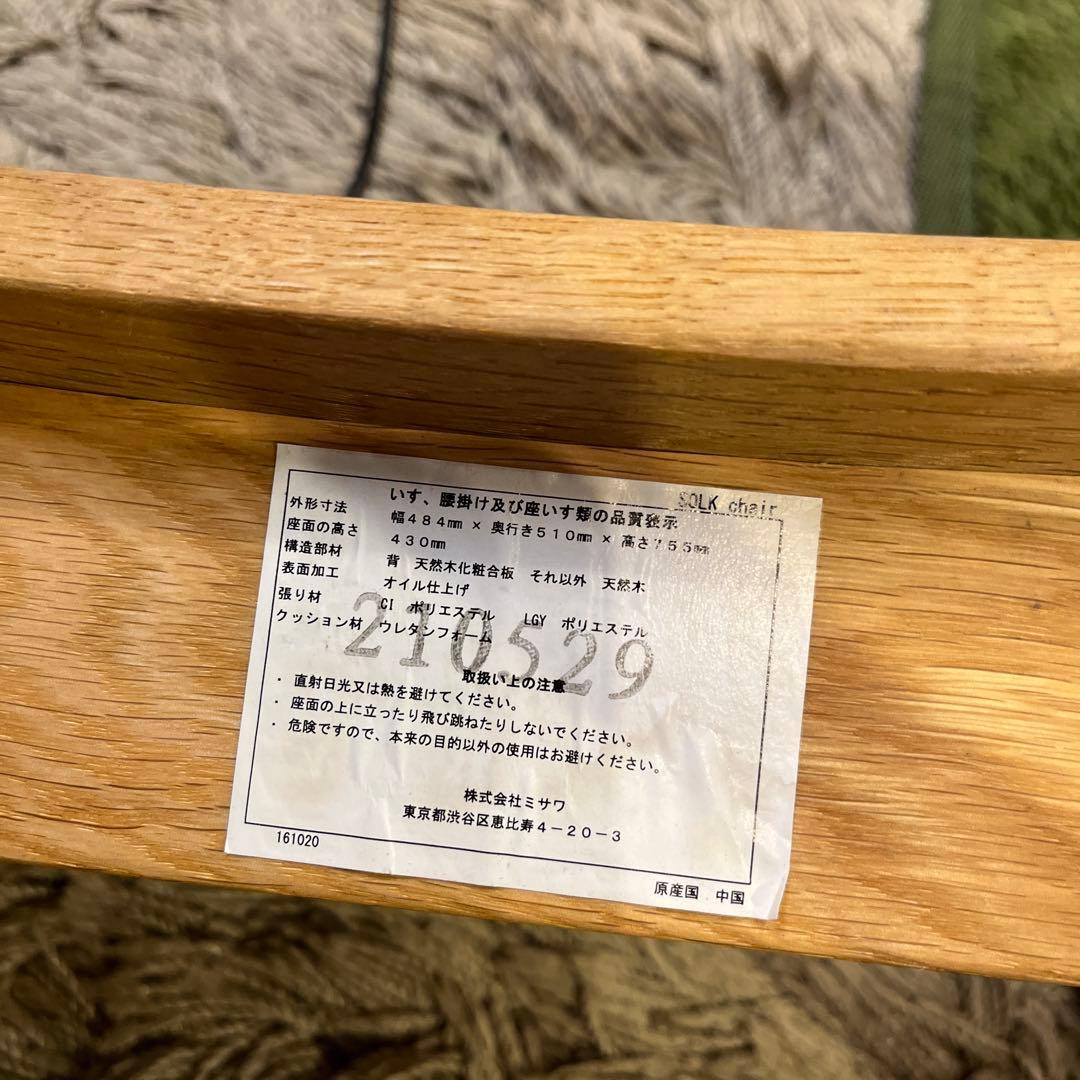 SOLK chair
いす、腰掛け及び座いす類の品質表示
外形寸法 幅484㎜ × 奥行き510㎜ × 高さ755㎜
座面の高さ 430㎜
構造部材 背 天然木化粧合板 それ以外 天然木
表面加工 オイル仕上げ
張り材 CI ポリエステル LGY ポリエステル
クッション材 ウレタンフォーム
210529
取扱い上の注意
・ 直射日光又は熱を避けてください。
・ 座面の上に立ったり飛び跳ねたりしないでください。
・ 危険ですので、本来の目的以外の使用はお避けください。
株式会社ミサワ
東京都渋谷区恵比寿4－20－3
161020
原産国 中国